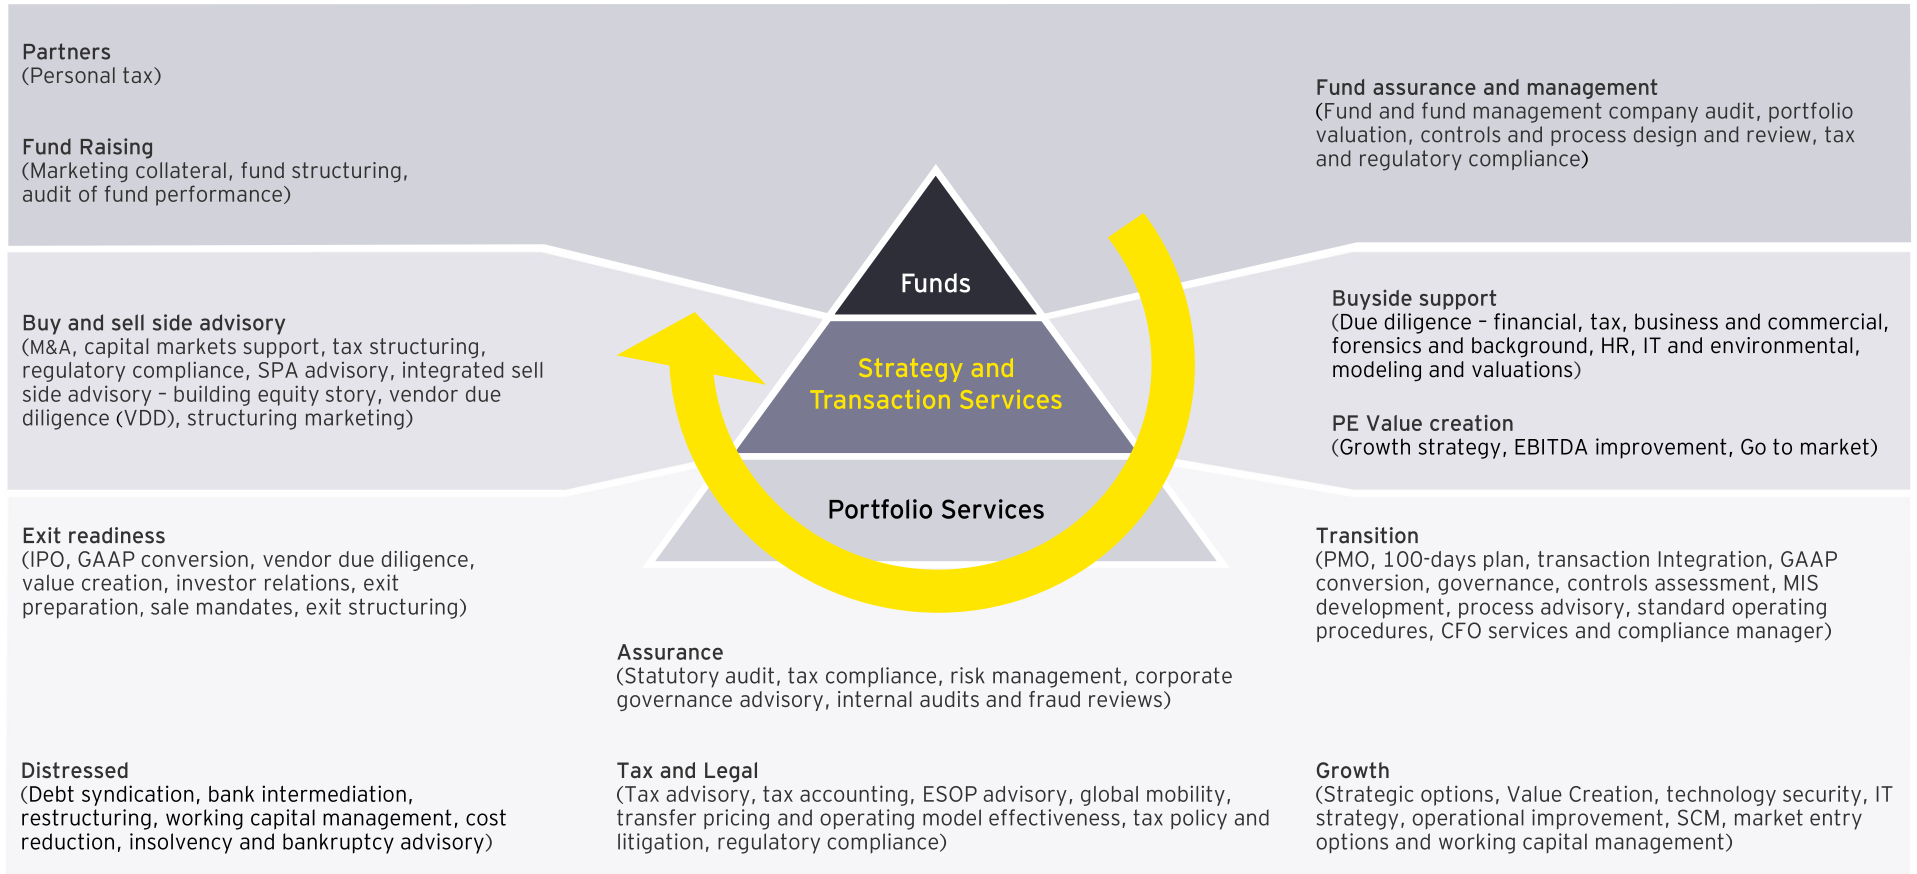 Partners
(Personal tax)
Fund Raising
(Marketing collateral, fund structuring,
audit of fund performance)
Fund assurance and management
(Fund and fund management company audit, portfolio
valuation, controls and process design and review, tax
and regulatory compliance)
Funds
Strategy and
Transaction Services
Portfolio Services
Buy and sell side advisory
(M&A, capital markets support, tax structuring,
regulatory compliance, SPA advisory, integrated sell
side advisory – building equity story, vendor due
diligence (VDD), structuring marketing)
Buyside support
(Due diligence – financial, tax, business and commercial,
forensics and background, HR, IT and environmental,
modeling and valuations)
PE Value creation
(Growth strategy, EBITDA improvement, Go to market)
Exit readiness
(IPO, GAAP conversion, vendor due diligence,
value creation, investor relations, exit
preparation, sale mandates, exit structuring)
Transition
(PMO, 100-days plan, transaction Integration, GAAP
conversion, governance, controls assessment, MIS
development, process advisory, standard operating
procedures, CFO services and compliance manager)
Assurance
(Statutory audit, tax compliance, risk management, corporate
governance advisory, internal audits and fraud reviews)
Distressed
(Debt syndication, bank intermediation,
restructuring, working capital management, cost
reduction, insolvency and bankruptcy advisory)
Tax and Legal
(Tax advisory, tax accounting, ESOP advisory, global mobility,
transfer pricing and operating model effectiveness, tax policy and
litigation, regulatory compliance)
Growth
(Strategic options, Value Creation, technology security, IT
strategy, operational improvement, SCM, market entry
options and working capital management)